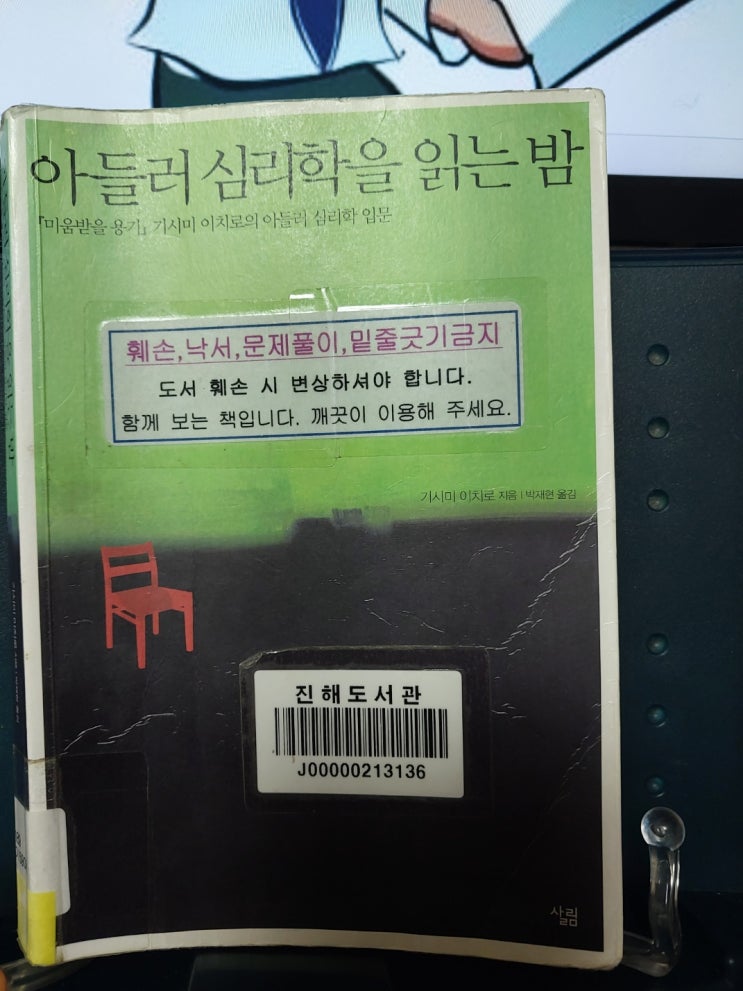 아들러 심리학을 읽는 밤
『미움받을 용기』 기시미 이치로의 아들러 심리학 입문
훼손,낙서,문제풀이,밑줄긋기금지
도서 훼손 시 변상하셔야 합니다.
함께 보는 책입니다. 깨끗이 이용해 주세요.
기시미 이치로 지음 | 박재현 옮김
진해도서관
J00000213136
살림